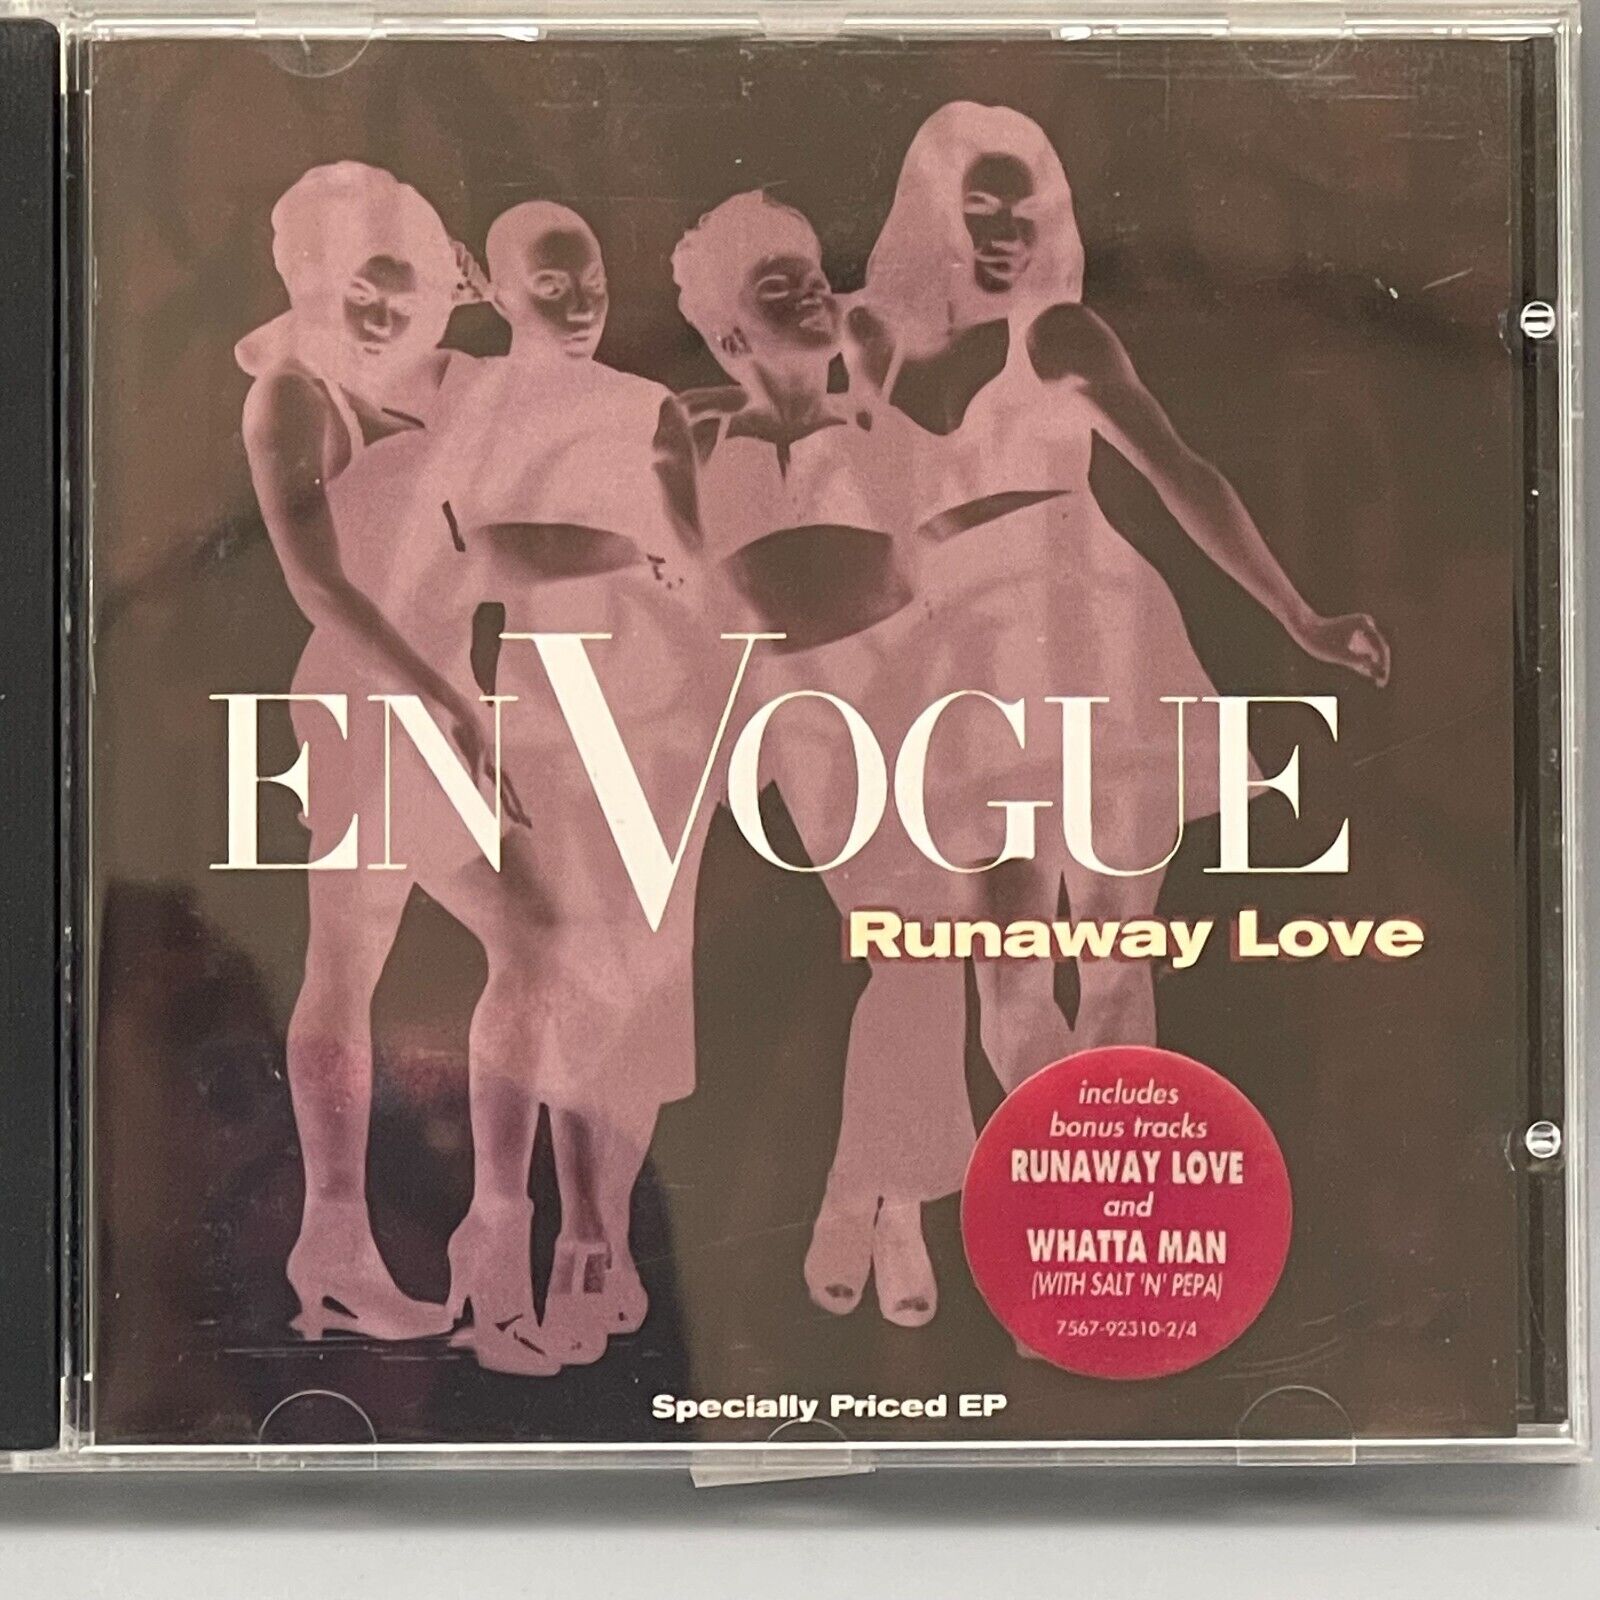 EN VOGUE
Runaway Love
includes
bonus tracks
RUNAWAY LOVE
and
WHATTA MAN
(WITH SALT 'N' PEPA)
7567-92310-2/4
Specially Priced EP